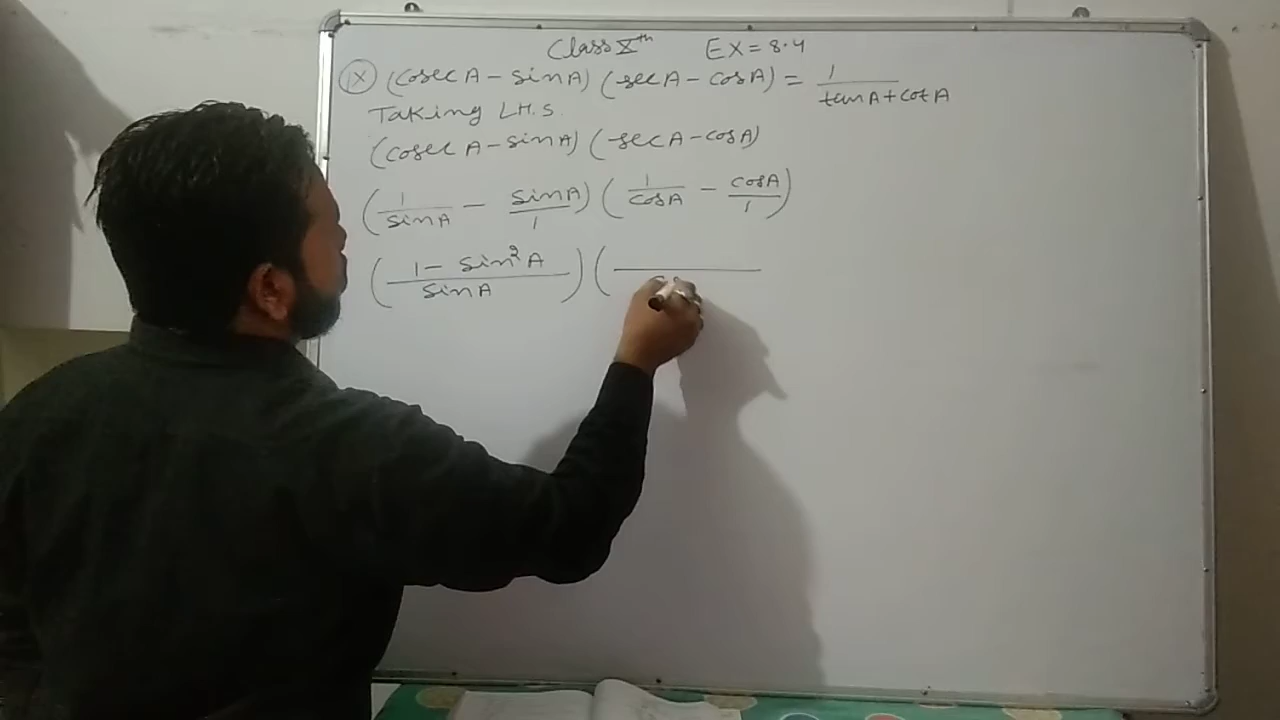 Class Xth EX = 8.4
(ix) (cosec A - sin A) (sec A - cos A) = 1/(tan A + cot A)
Taking L.H.S.
(cosec A - sin A) (sec A - cos A)
(1/sin A - sin A/1) (1/cos A - cos A/1)
((1 - sin²A)/sin A) (